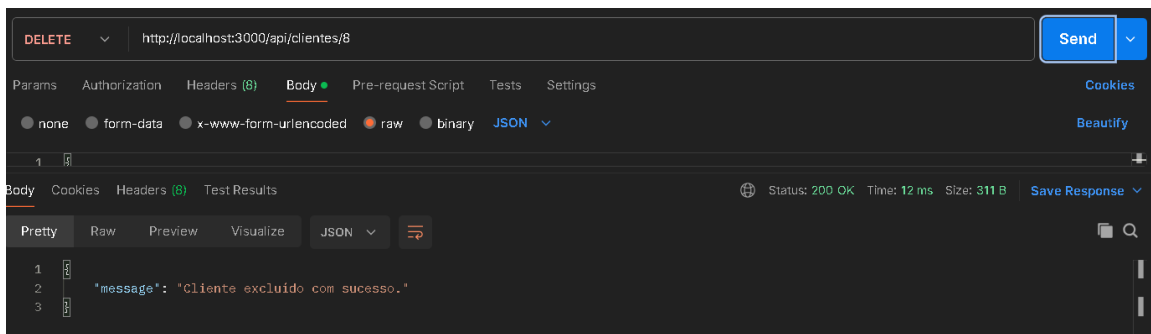 DELETE http://localhost:3000/api/clientes/8 Send
Params Authorization Headers (8) Body Pre-request Script Tests Settings Cookies
none form-data x-www-form-urlencoded raw binary JSON Beautify
1 {
Body Cookies Headers (8) Test Results Status: 200 OK Time: 12 ms Size: 311 B Save Response
Pretty Raw Preview Visualize JSON
1 {
2 "message": "Cliente excluído com sucesso."
3 }